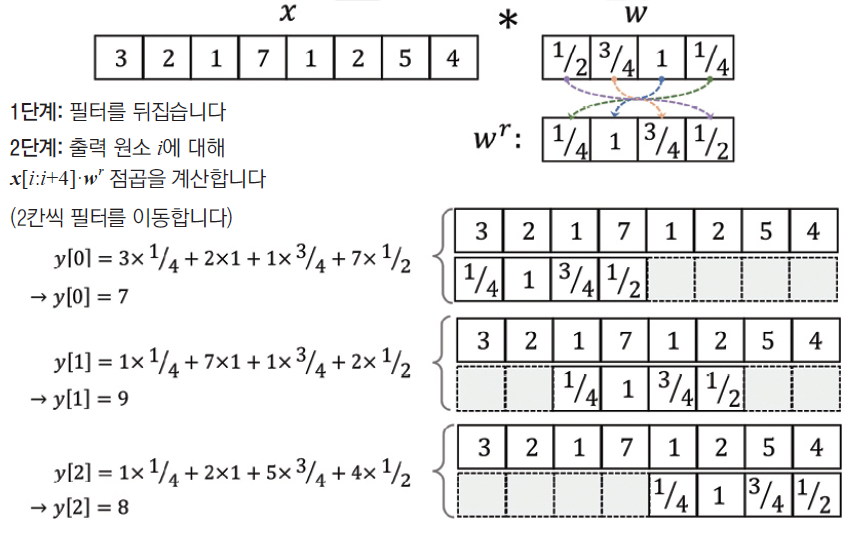 x * w
3 2 1 7 1 2 5 4
1/2 3/4 1 1/4
wʳ: 1/4 1 3/4 1/2
1단계: 필터를 뒤집습니다
2단계: 출력 원소 i에 대해
x[i:i+4]·wʳ 점곱을 계산합니다
(2칸씩 필터를 이동합니다)
y[0] = 3× 1/4 + 2×1 + 1× 3/4 + 7× 1/2
→ y[0] = 7
3 2 1 7 1 2 5 4
1/4 1 3/4 1/2
y[1] = 1× 1/4 + 7×1 + 1× 3/4 + 2× 1/2
→ y[1] = 9
3 2 1 7 1 2 5 4
1/4 1 3/4 1/2
y[2] = 1× 1/4 + 2×1 + 5× 3/4 + 4× 1/2
→ y[2] = 8
3 2 1 7 1 2 5 4
1/4 1 3/4 1/2